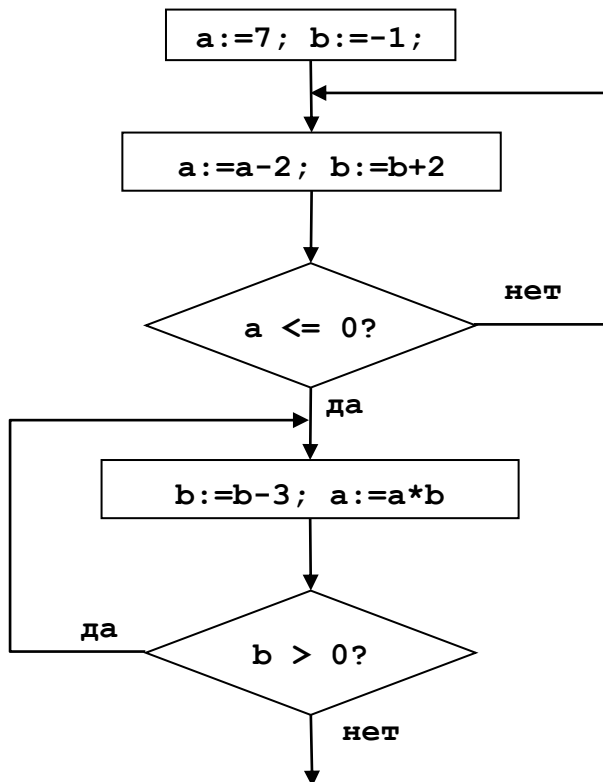 a:=7; b:=-1;
a:=a-2; b:=b+2
нет
a <= 0?
да
b:=b-3; a:=a*b
да
b > 0?
нет